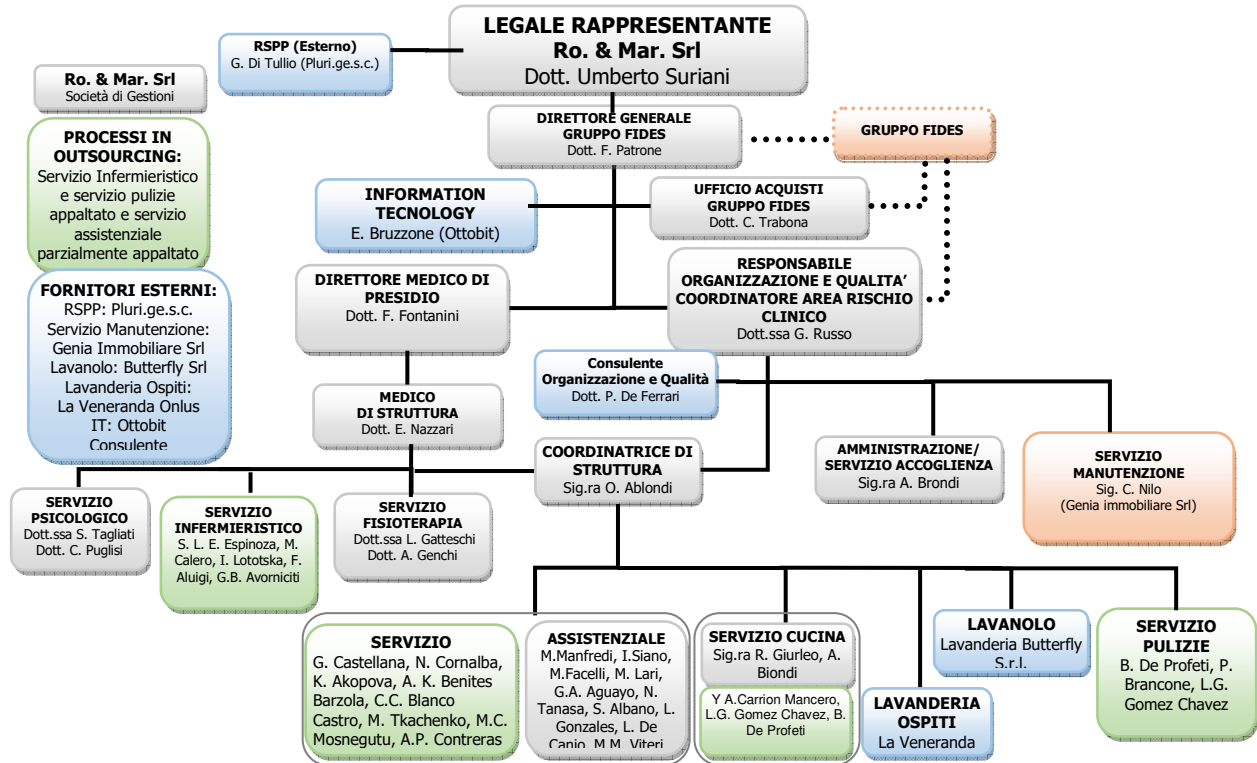 LEGALE RAPPRESENTANTE
Ro. & Mar. Srl
Dott. Umberto Suriani
RSPP (Esterno)
G. Di Tullio (Pluri.ge.s.c.)
Ro. & Mar. Srl
Società di Gestioni
DIRETTORE GENERALE
GRUPPO FIDES
Dott. F. Patrone
GRUPPO FIDES
PROCESSI IN
OUTSOURCING:
Servizio Infermieristico
e servizio pulizie
appaltato e servizio
assistenziale
parzialmente appaltato
INFORMATION
TECNOLOGY
E. Bruzzone (Ottobit)
UFFICIO ACQUISTI
GRUPPO FIDES
Dott. C. Trabona
FORNITORI ESTERNI:
RSPP: Pluri.ge.s.c.
Servizio Manutenzione:
Genia Immobiliare Srl
Lavanolo: Butterfly Srl
Lavanderia Ospiti:
La Veneranda Onlus
IT: Ottobit
Consulente
DIRETTORE MEDICO DI
PRESIDIO
Dott. F. Fontanini
RESPONSABILE
ORGANIZZAZIONE E QUALITA'
COORDINATORE AREA RISCHIO
CLINICO
Dott.ssa G. Russo
Consulente
Organizzazione e Qualità
Dott. P. De Ferrari
MEDICO
DI STRUTTURA
Dott. E. Nazzari
COORDINATRICE DI
STRUTTURA
Sig.ra O. Ablondi
AMMINISTRAZIONE/
SERVIZIO ACCOGLIENZA
Sig.ra A. Brondi
SERVIZIO
MANUTENZIONE
Sig. C. Nilo
(Genia immobiliare Srl)
SERVIZIO
PSICOLOGICO
Dott.ssa S. Tagliati
Dott. C. Puglisi
SERVIZIO
INFERMIERISTICO
S. L. E. Espinoza, M.
Calero, I. Lototska, F.
Aluigi, G.B. Avorniciti
SERVIZIO
FISIOTERAPIA
Dott.ssa L. Gatteschi
Dott. A. Genchi
SERVIZIO
G. Castellana, N. Cornalba,
K. Akopova, A. K. Benites
Barzola, C.C. Blanco
Castro, M. Tkachenko, M.C.
Mosnegutu, A.P. Contreras
ASSISTENZIALE
M.Manfredi, I.Siano,
M.Facelli, M. Lari,
G.A. Aguayo, N.
Tanasa, S. Albano, L.
Gonzales, L. De
Canio, M.M. Viteri
SERVIZIO CUCINA
Sig.ra R. Giurleo, A.
Biondi
Y A.Carrion Mancero,
L.G. Gomez Chavez, B.
De Profeti
LAVANDERIA
OSPITI
La Veneranda
LAVANOLO
Lavanderia Butterfly
S.r.l.
SERVIZIO
PULIZIE
B. De Profeti, P.
Brancone, L.G.
Gomez Chavez